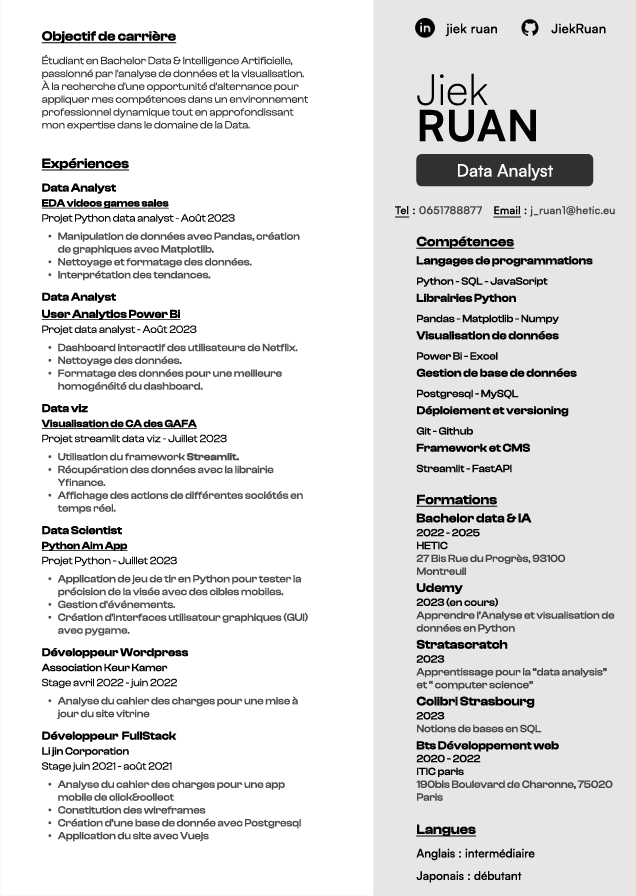 Objectif de carrière
Étudiant en Bachelor Data & Intelligence Artificielle,
passionné par l'analyse de données et la visualisation.
À la recherche d'une opportunité d'alternance pour
appliquer mes compétences dans un environnement
professionnel dynamique tout en approfondissant
mon expertise dans le domaine de la Data.
Expériences
Data Analyst
EDA videos games sales
Projet Python data analyst - Août 2023
• Manipulation de données avec Pandas, création
de graphiques avec Matplotlib.
• Nettoyage et formatage des données.
• Interprétation des tendances.
Data Analyst
User Analytics Power Bi
Projet data analyst - Août 2023
• Dashboard interactif des utilisateurs de Netflix.
• Nettoyage des données.
• Formatage des données pour une meilleure
homogénéité du dashboard.
Data viz
Visualisation de CA des GAFA
Projet streamlit data viz - Juillet 2023
• Utilisation du framework Streamlit.
• Récupération des données avec la librairie
Yfinance.
• Affichage des actions de différentes sociétés en
temps réel.
Data Scientist
Python Aim App
Projet Python - Juillet 2023
• Application de jeu de tir en Python pour tester la
précision de la visée avec des cibles mobiles.
• Gestion d'événements.
• Création d'interfaces utilisateur graphiques (GUI)
avec pygame.
Développeur Wordpress
Association Keur Kamer
Stage avril 2022 - juin 2022
• Analyse du cahier des charges pour une mise à
jour du site vitrine
Développeur FullStack
Li jin Corporation
Stage juin 2021 - août 2021
• Analyse du cahier des charges pour une app
mobile de click&collect
• Constitution des wireframes
• Création d'une base de donnée avec Postgresql
• Application du site avec Vuejs
in jiek ruan JiekRuan
Jiek
RUAN
Data Analyst
Tel : 0651788877 Email : j_ruan1@hetic.eu
Compétences
Langages de programmations
Python - SQL - JavaScript
Librairies Python
Pandas - Matplotlib - Numpy
Visualisation de données
Power Bi - Excel
Gestion de base de données
Postgresql - MySQL
Déploiement et versioning
Git - Github
Framework et CMS
Streamlit - FastAPI
Formations
Bachelor data & IA
2022 - 2025
HETIC
27 Bis Rue du Progrès, 93100
Montreuil
Udemy
2023 (en cours)
Apprendre l'Analyse et visualisation de
données en Python
Stratascratch
2023
Apprentissage pour la "data analysis"
et " computer science"
Colibri Strasbourg
2023
Notions de bases en SQL
Bts Développement web
2020 - 2022
ITIC paris
190bis Boulevard de Charonne, 75020
Paris
Langues
Anglais : intermédiaire
Japonais : débutant